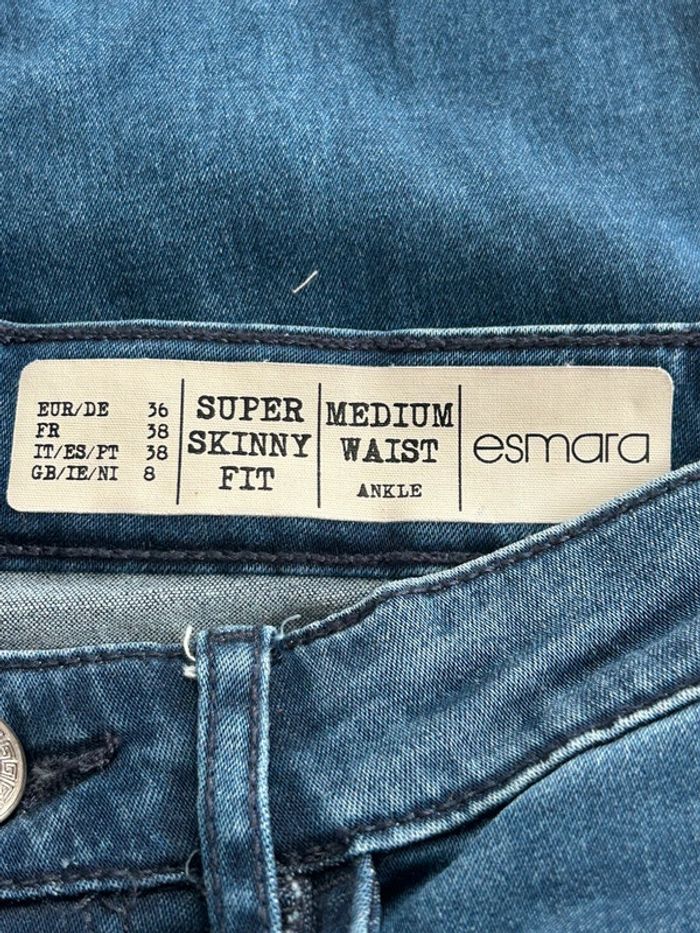 EUR/DE 36
FR 38
IT/ES/PT 38
GB/IE/NI 8
SUPER
SKINNY
FIT
MEDIUM
WAIST
ANKLE
esmara